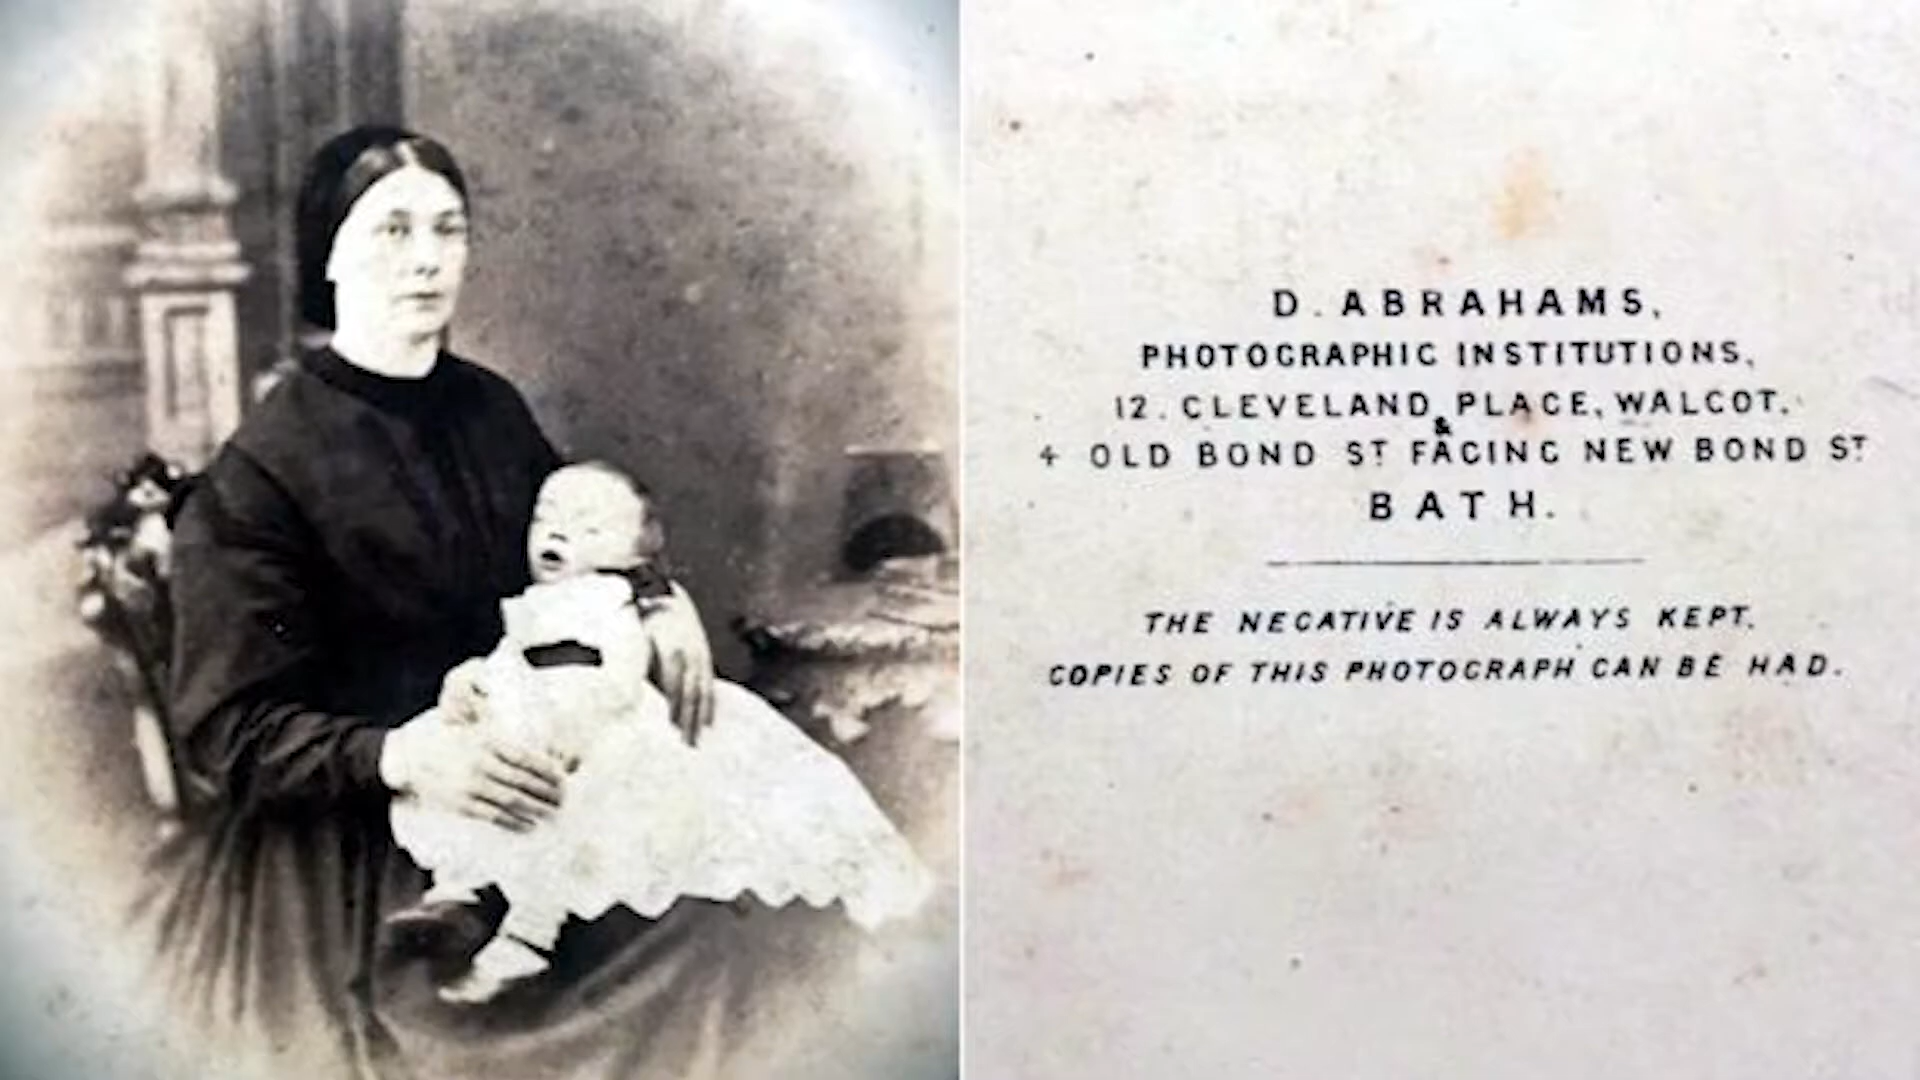 D. ABRAHAMS,
PHOTOGRAPHIC INSTITUTIONS,
12. CLEVELAND PLACE, WALCOT.
&
4 OLD BOND ST FACING NEW BOND ST
BATH.
THE NEGATIVE IS ALWAYS KEPT.
COPIES OF THIS PHOTOGRAPH CAN BE HAD.